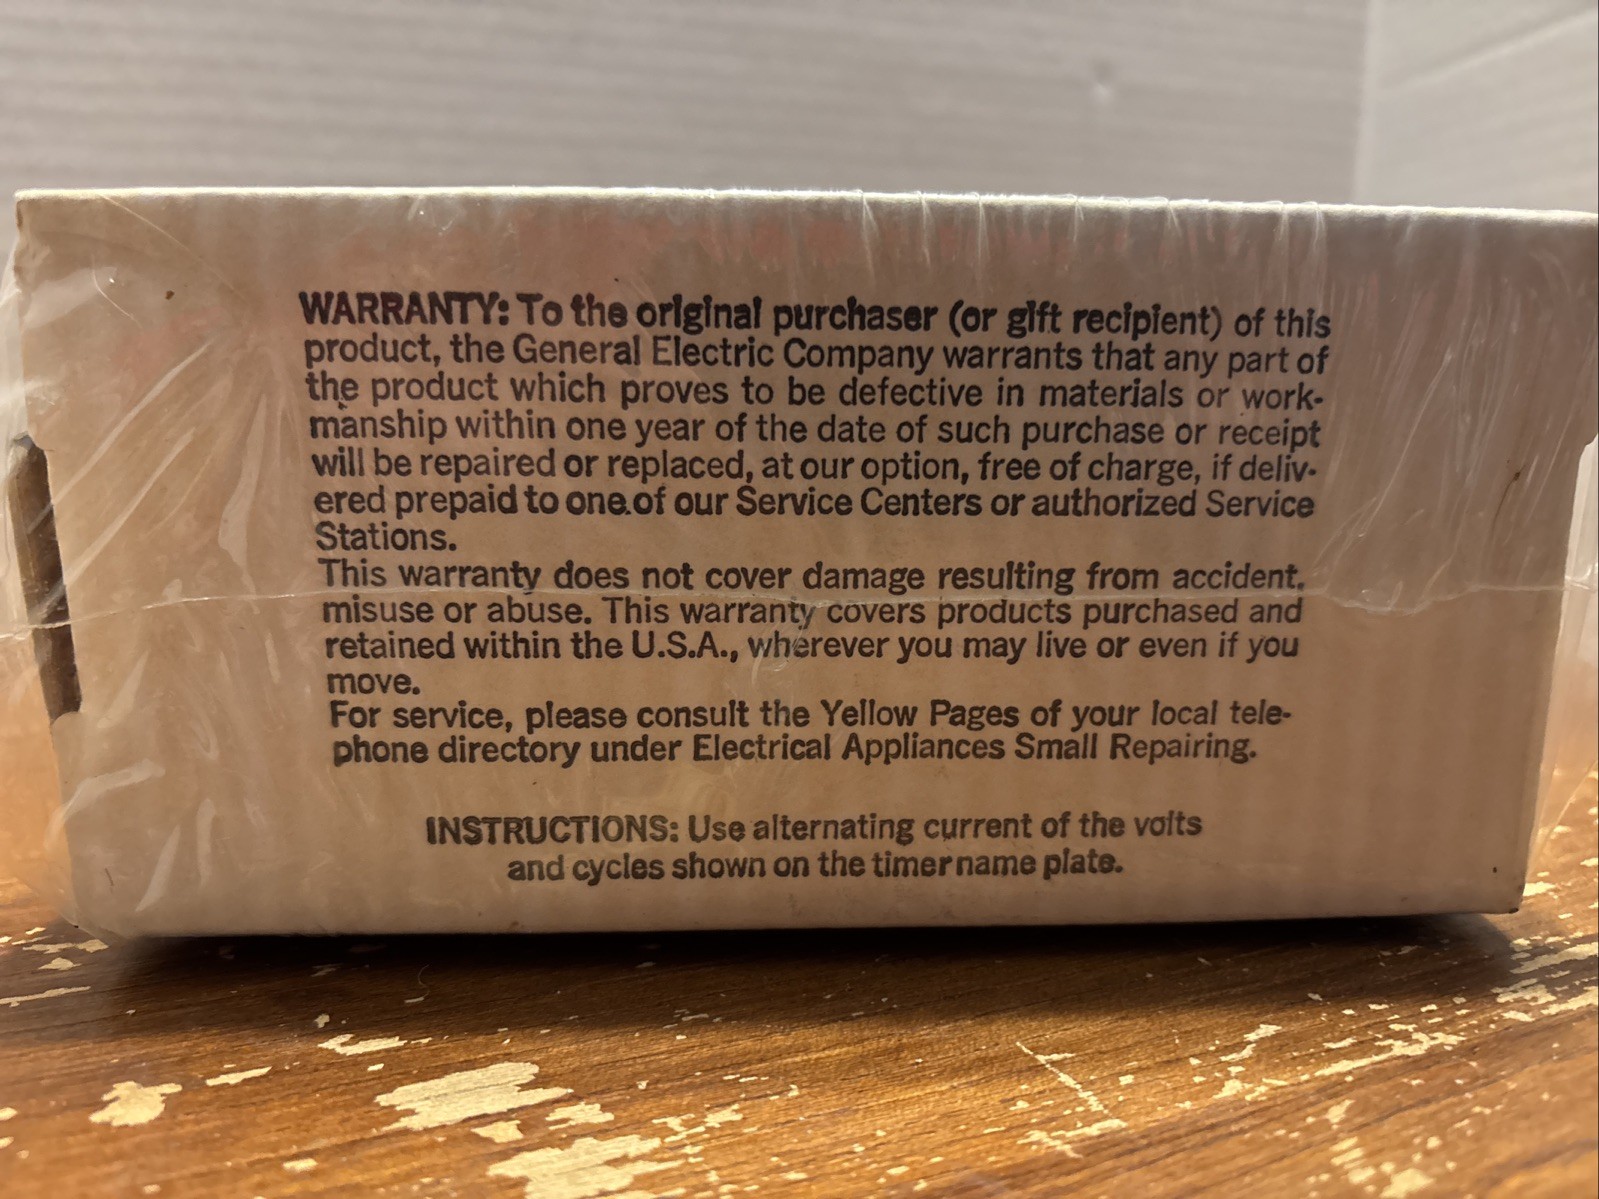 WARRANTY: To the original purchaser (or gift recipient) of this
product, the General Electric Company warrants that any part of
the product which proves to be defective in materials or work-
manship within one year of the date of such purchase or receipt
will be repaired or replaced, at our option, free of charge, if deliv-
ered prepaid to one of our Service Centers or authorized Service
Stations.
This warranty does not cover damage resulting from accident,
misuse or abuse. This warranty covers products purchased and
retained within the U.S.A., wherever you may live or even if you
move.
For service, please consult the Yellow Pages of your local tele-
phone directory under Electrical Appliances Small Repairing.
INSTRUCTIONS: Use alternating current of the volts
and cycles shown on the timer name plate.